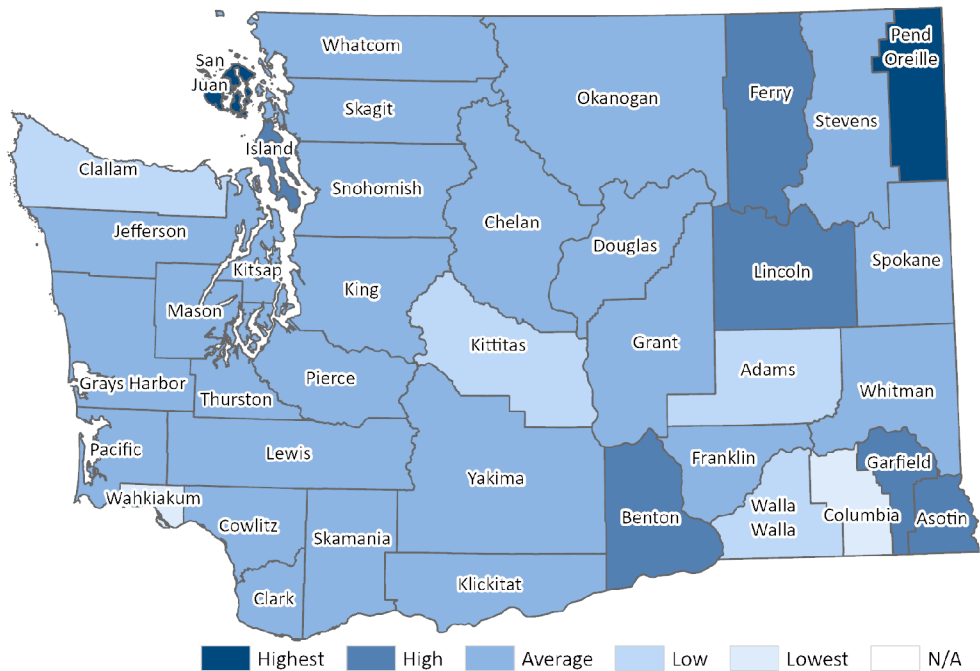 Whatcom
Pend
Oreille
San
Juan
Okanogan
Ferry
Skagit
Stevens
Island
Clallam
Snohomish
Chelan
Jefferson
Douglas
Spokane
Lincoln
Kitsap
King
Mason
Kittitas
Grant
Adams
Pierce
Grays Harbor
Thurston
Whitman
Pacific
Lewis
Franklin
Garfield
Yakima
Wahkiakum
Walla
Walla
Columbia
Benton
Asotin
Cowlitz
Skamania
Klickitat
Clark
Highest
High
Average
Low
Lowest
N/A